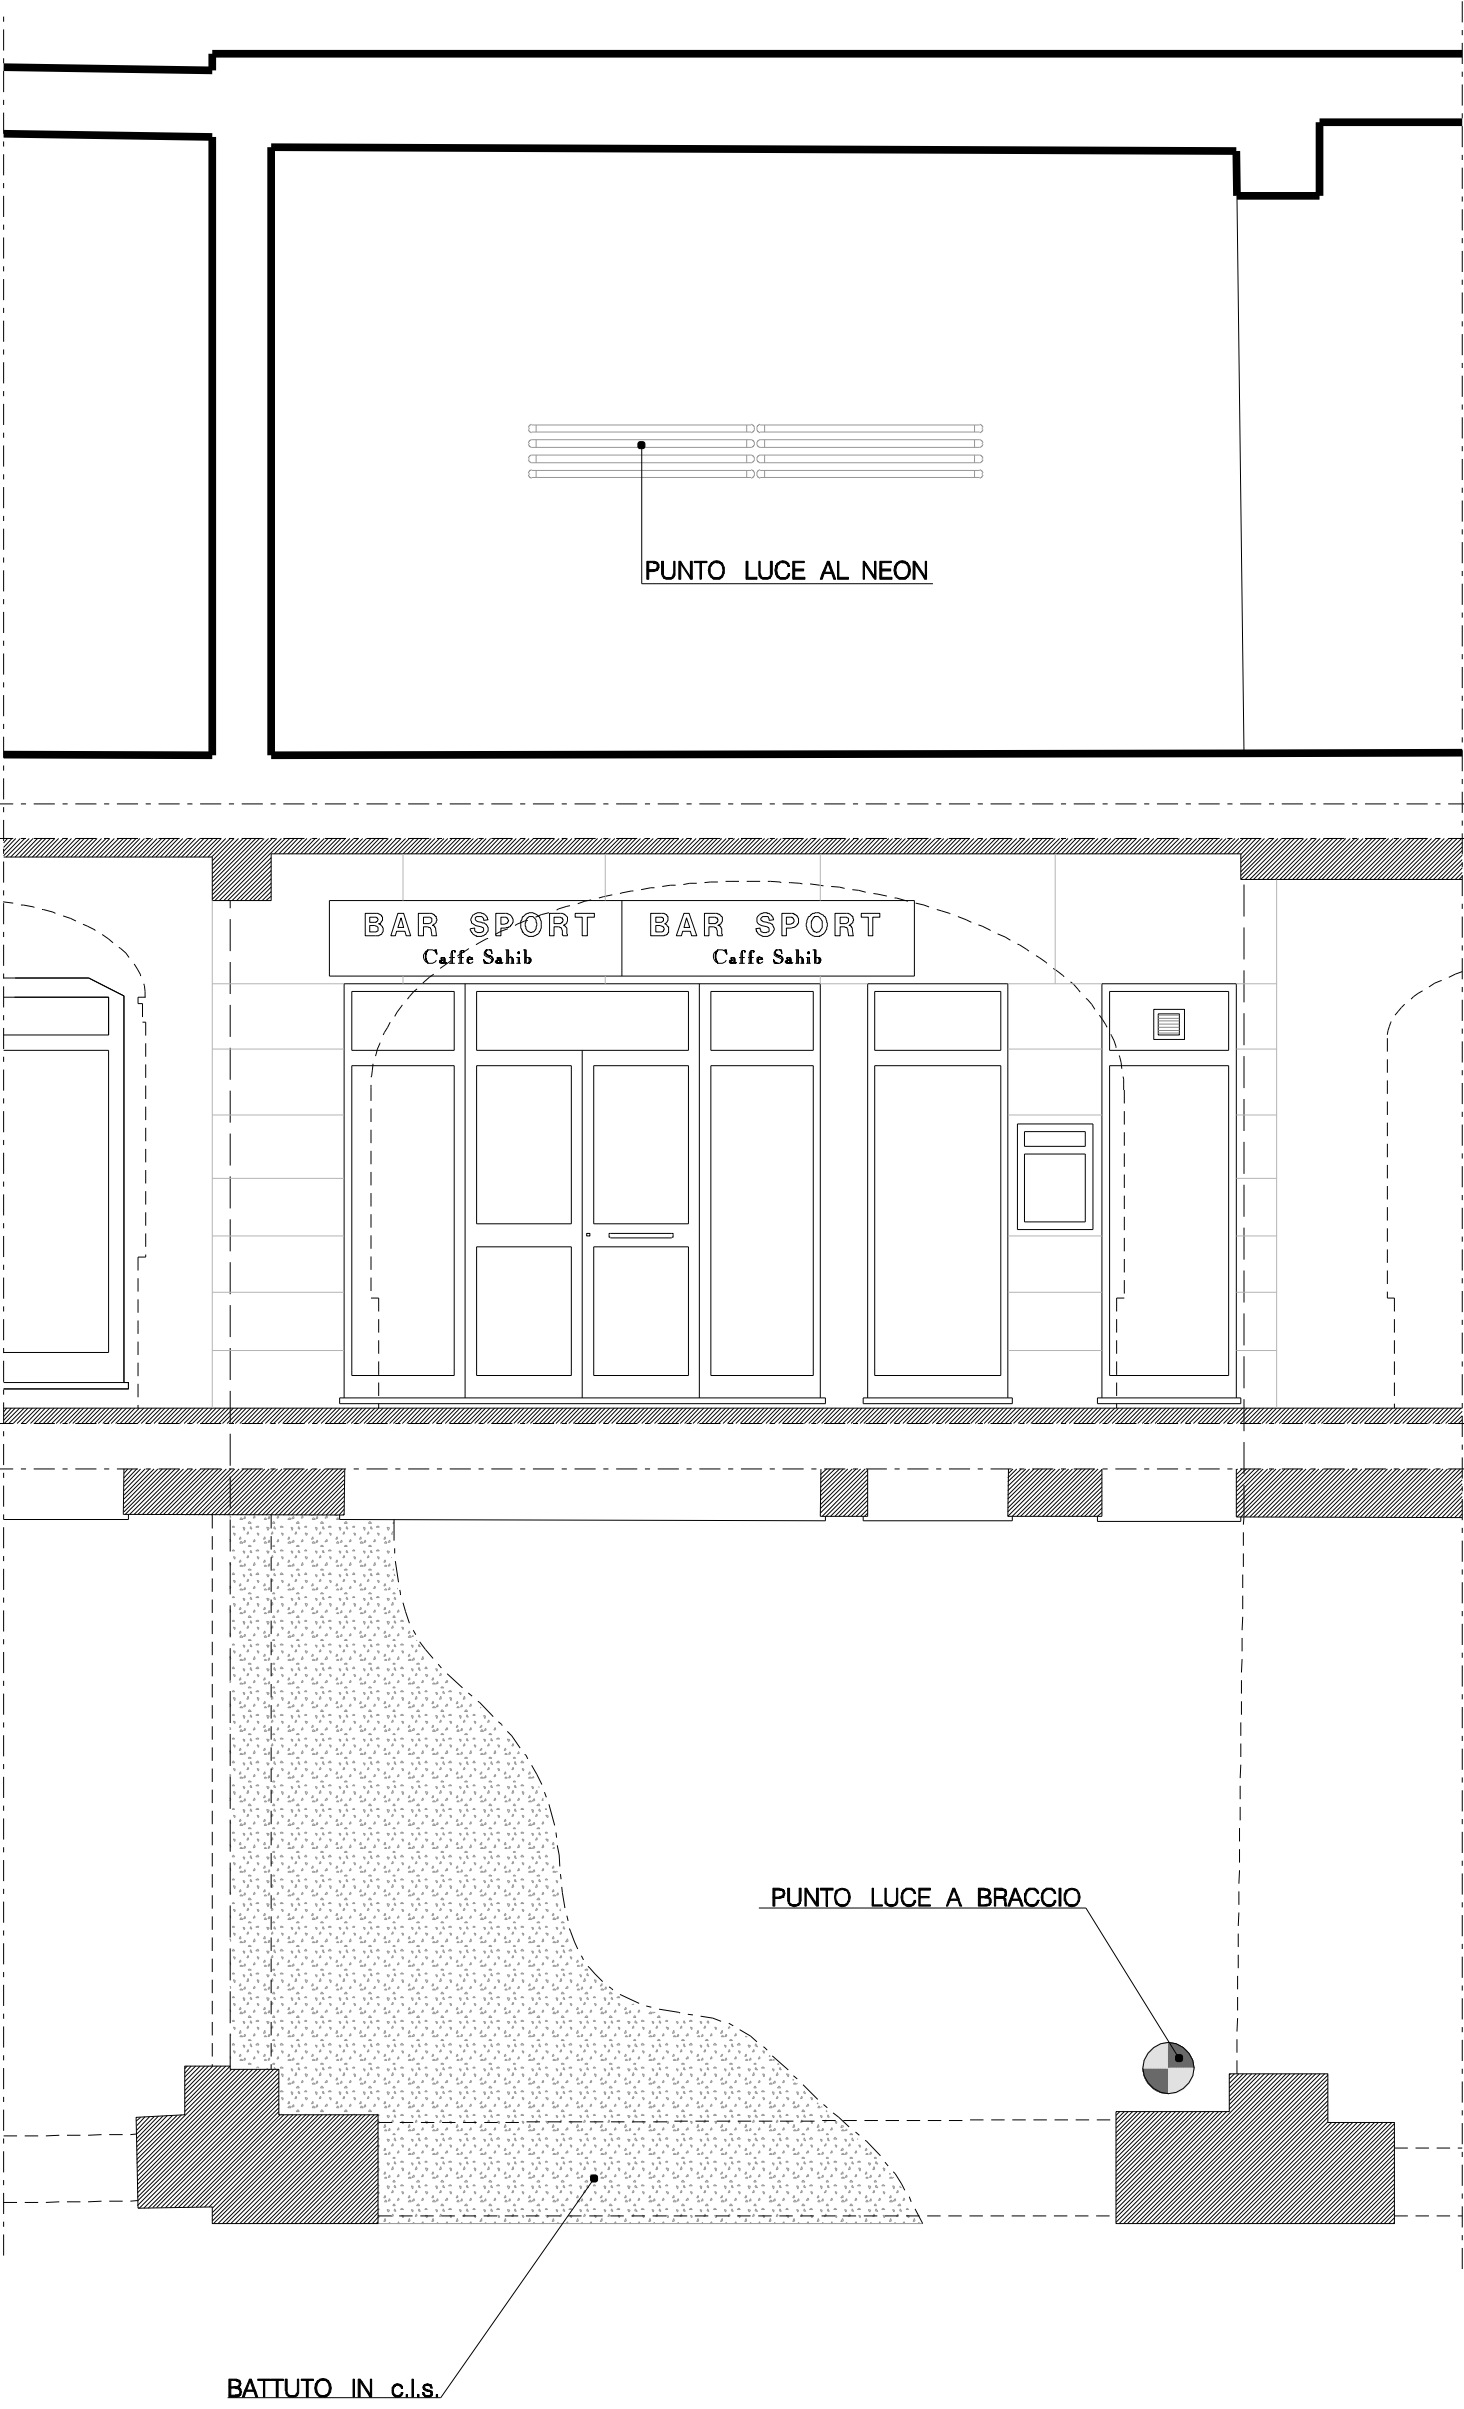 PUNTO LUCE AL NEON
BAR SPORT BAR SPORT
Caffe Sahib Caffe Sahib
PUNTO LUCE A BRACCIO
BATTUTO IN c.l.s.